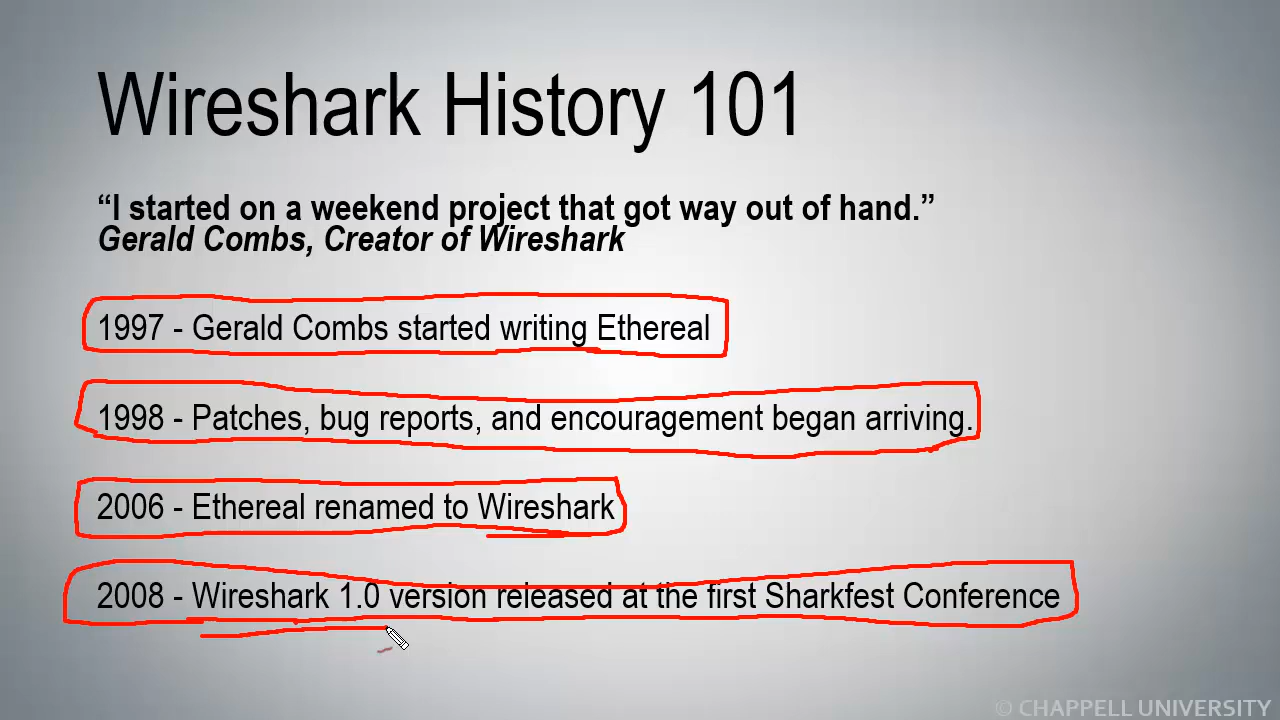 Wireshark History 101
“I started on a weekend project that got way out of hand.”
Gerald Combs, Creator of Wireshark
1997 - Gerald Combs started writing Ethereal
1998 - Patches, bug reports, and encouragement began arriving.
2006 - Ethereal renamed to Wireshark
2008 - Wireshark 1.0 version released at the first Sharkfest Conference
© CHAPPELL UNIVERSITY